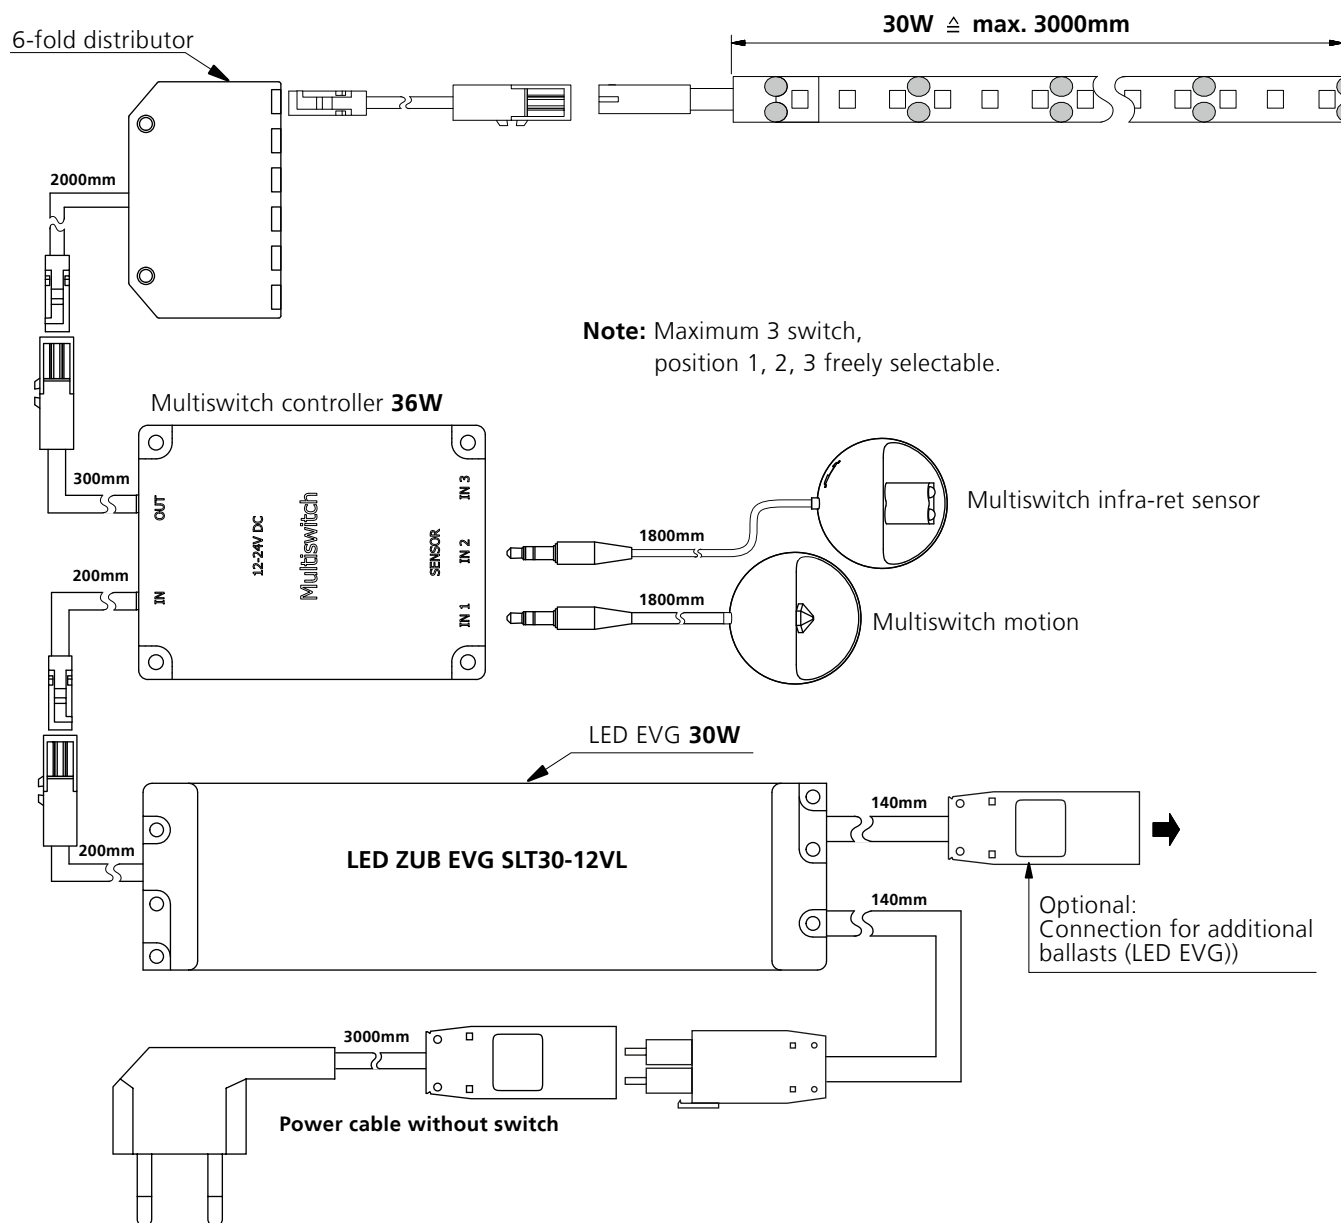 30W ≙ max. 3000mm
6-fold distributor
2000mm
Note: Maximum 3 switch,
position 1, 2, 3 freely selectable.
Multiswitch controller 36W
300mm
OUT
12-24V DC
Multiswitch
SENSOR
IN 3
IN 2
IN 1
IN
200mm
1800mm
Multiswitch infra-ret sensor
1800mm
Multiswitch motion
LED EVG 30W
200mm
LED ZUB EVG SLT30-12VL
140mm
140mm
Optional:
Connection for additional
ballasts (LED EVG))
3000mm
Power cable without switch